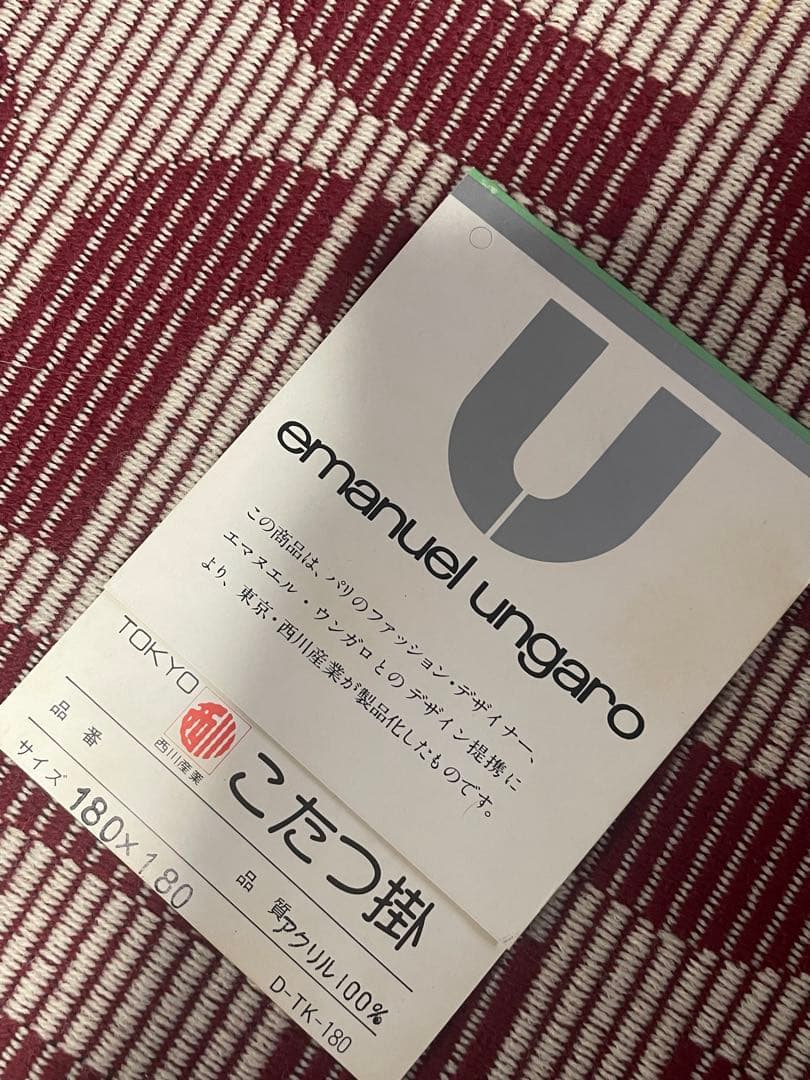 emanuel ungaro
この商品は、パリのファッション・デザイナー、
エマヌエル・ウンガロとのデザイン提携に
より、東京・西川産業が製品化したものです。
TOKYO
西川
西川産業
こたつ掛
品番
品質 アクリル100%
サイズ 180×180
D-TK-180